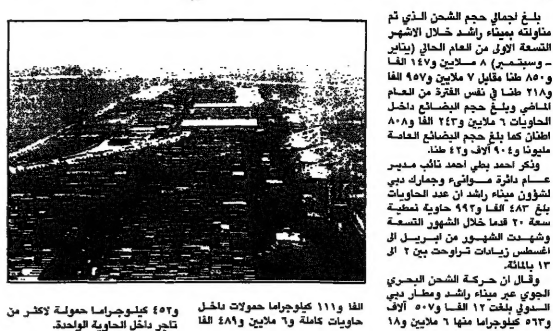 بلغ اجمالي حجم الشحن الذي تم
مناولته بميناء راشد خلال الاشهر
التسعة الاولى من العام الحالي (يناير
- وسبتمبر) ٨ ملايين و١٤٧ الفا
و٨٥٠ طنا مقابل ٧ ملايين و٩٥٧ الفا
و٢١٨ طنا في نفس الفترة من العام
الماضي وبلغ حجم البضائع داخل
الحاويات ٦ ملايين و٢٤٣ الفا و٨٠٨
اطنان كما بلغ حجم البضائع العامة
مليونا و٩٠٤ آلاف و٤٢ طنا.
وذكر احمد بطي احمد نائب مدير
عام دائرة موانىء وجمارك دبي
لشؤون ميناء راشد ان عدد الحاويات
بلغ ٤٨٣ الفا و٩٩٢ حاوية نمطية
سعة ٢٠ قدما خلال الشهور التسعة
وشهدت الشهور من ابريل الى
اغسطس زيادات تراوحت بين ٢ الى
١٣ بالمائة.
وقال ان حركة الشحن البحري
الجوي عبر ميناء راشد ومطار دبي
الدولي بلغت ١٢ الفا و٥٠٧ آلاف
و٥٦٣ كيلوجراما منها ٦ ملايين و١٨
الفا و١١١ كيلوجراما حمولات داخل
حاويات كاملة و٦ ملايين و٤٨٩ الفا
و٤٥٢ كيلوجراما حمولة لاكثر من
تاجر داخل الحاوية الواحدة.